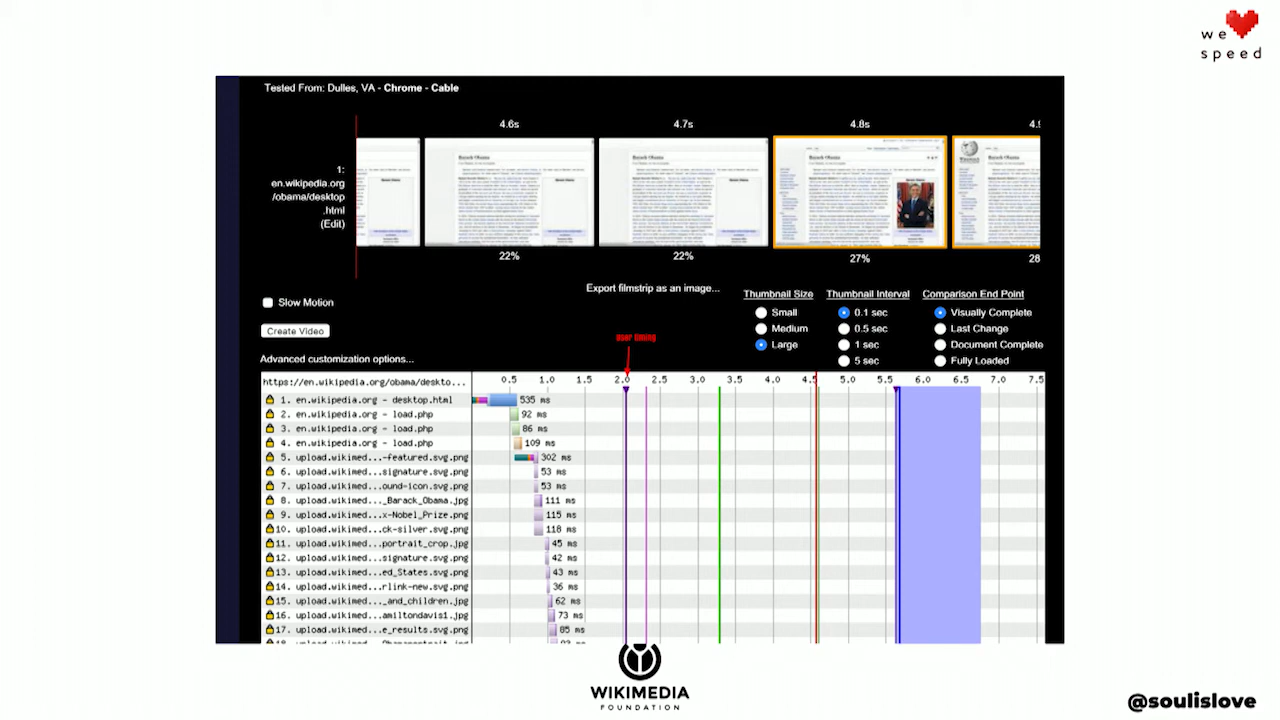 we
speed
Tested From: Dulles, VA - Chrome - Cable
4.6s 4.7s 4.8s 4.9
1:
en.wikipedia.org
/obama/desktop
.html
(Edit)
Barack Obama Barack Obama Barack Obama Barack Obama
22% 22% 27% 28
Export filmstrip as an image...
Slow Motion
Create Video
Advanced customization options...
Thumbnail Size
Small
Medium
Large
Thumbnail Interval
0.1 sec
0.5 sec
1 sec
5 sec
Comparison End Point
Visually Complete
Last Change
Document Complete
Fully Loaded
user timing
https://en.wikipedia.org/obama/deskto... 0.5 1.0 1.5 2.0 2.5 3.0 3.5 4.0 4.5 5.0 5.5 6.0 6.5 7.0 7.5
1. en.wikipedia.org - desktop.html 535 ms
2. en.wikipedia.org - load.php 92 ms
3. en.wikipedia.org - load.php 86 ms
4. en.wikipedia.org - load.php 109 ms
5. upload.wikimed...-featured.svg.png 302 ms
6. upload.wikimed...signature.svg.png 53 ms
7. upload.wikimed...ound-icon.svg.png 53 ms
8. upload.wikimed..._Barack_Obama.jpg 111 ms
9. upload.wikimed...x-Nobel_Prize.png 115 ms
10. upload.wikimed...ck-silver.svg.png 118 ms
11. upload.wikimed...portrait_crop.jpg 45 ms
12. upload.wikimed...signature.svg.png 42 ms
13. upload.wikimed...ed_States.svg.png 43 ms
14. upload.wikimed...rlink-new.svg.png 36 ms
15. upload.wikimed..._and_children.jpg 62 ms
16. upload.wikimed...amiltondavis1.jpg 73 ms
17. upload.wikimed...e_results.svg.png 85 ms
WIKIMEDIA
FOUNDATION
@soulislove